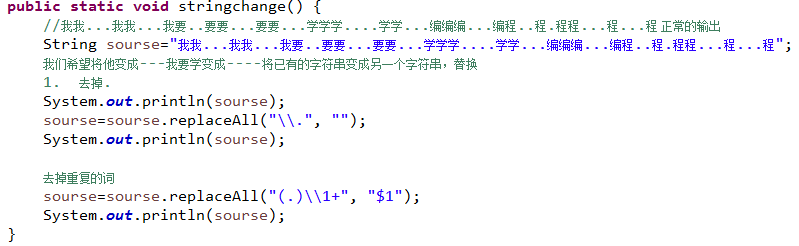 public static void stringchange() {
//我我...我我...我要..要要...要要...学学学....学学...编编编...编程..程.程程...程...程 正常的输出
String sourse="我我...我我...我要..要要...要要...学学学....学学...编编编...编程..程.程程...程...程";
我们希望将他变成---我要学变成----将已有的字符串变成另一个字符串，替换
1. 去掉.
System.out.println(sourse);
sourse=sourse.replaceAll("\\.", "");
System.out.println(sourse);
去掉重复的词
sourse=sourse.replaceAll("(.)\\1+", "$1");
System.out.println(sourse);
}